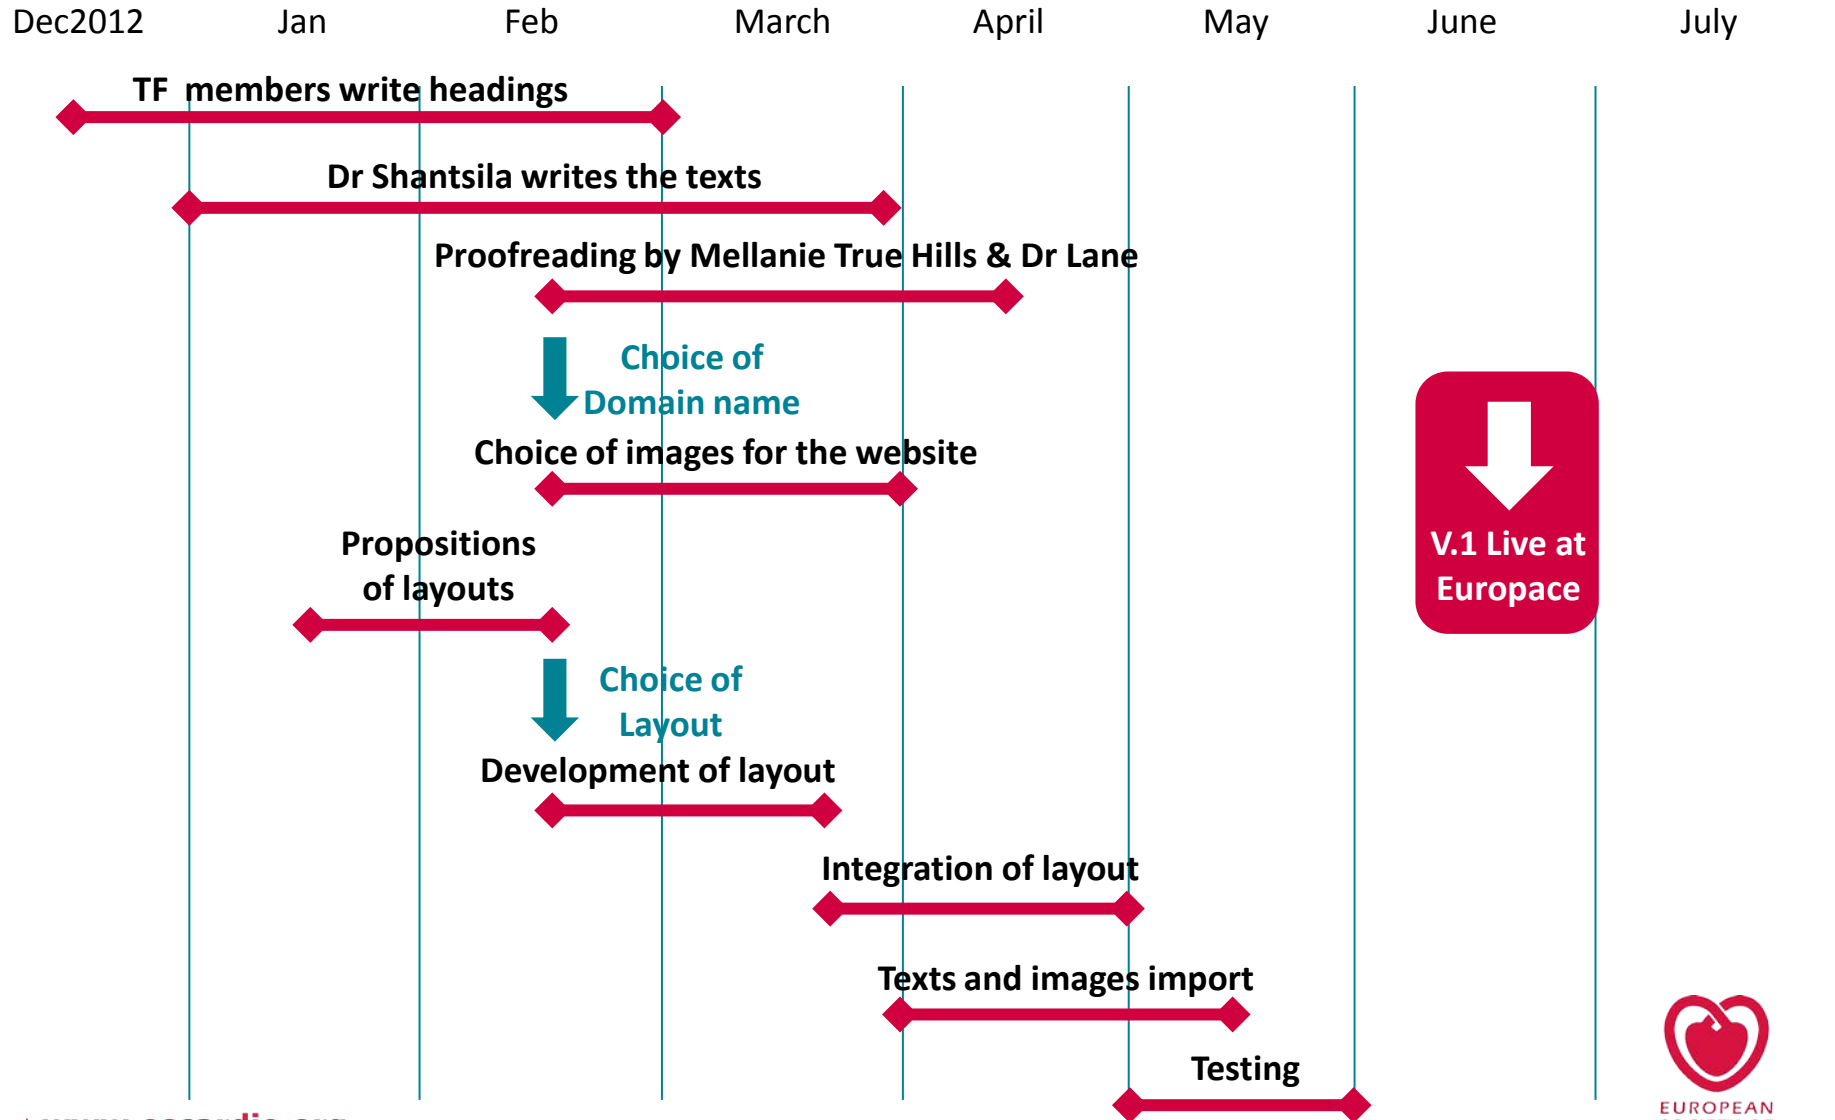 Dec2012 Jan Feb March April May June July
TF members write headings
Dr Shantsila writes the texts
Proofreading by Mellanie True Hills & Dr Lane
Choice of
Domain name
Choice of images for the website
V.1 Live at
Europace
Propositions
of layouts
Choice of
Layout
Development of layout
Integration of layout
Texts and images import
Testing
EUROPEAN